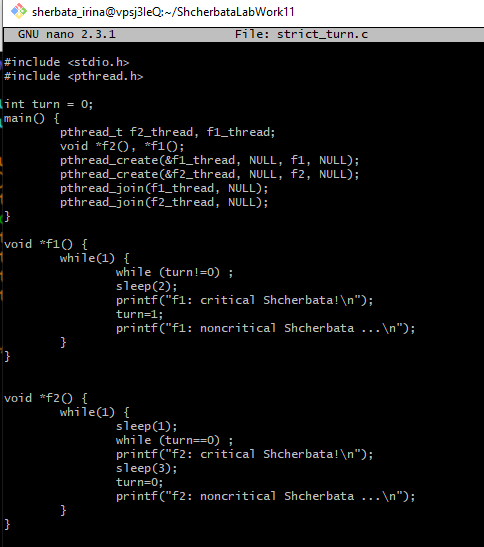 sherbata_irina@vpsj3leQ:~/ShcherbataLabWork11
GNU nano 2.3.1 File: strict_turn.c
#include <stdio.h>
#include <pthread.h>
int turn = 0;
main() {
pthread_t f2_thread, f1_thread;
void *f2(), *f1();
pthread_create(&f1_thread, NULL, f1, NULL);
pthread_create(&f2_thread, NULL, f2, NULL);
pthread_join(f1_thread, NULL);
pthread_join(f2_thread, NULL);
}
void *f1() {
while(1) {
while (turn!=0) ;
sleep(2);
printf("f1: critical Shcherbata!\n");
turn=1;
printf("f1: noncritical Shcherbata ...\n");
}
}
void *f2() {
while(1) {
sleep(1);
while (turn==0) ;
printf("f2: critical Shcherbata!\n");
sleep(3);
turn=0;
printf("f2: noncritical Shcherbata ...\n");
}
}